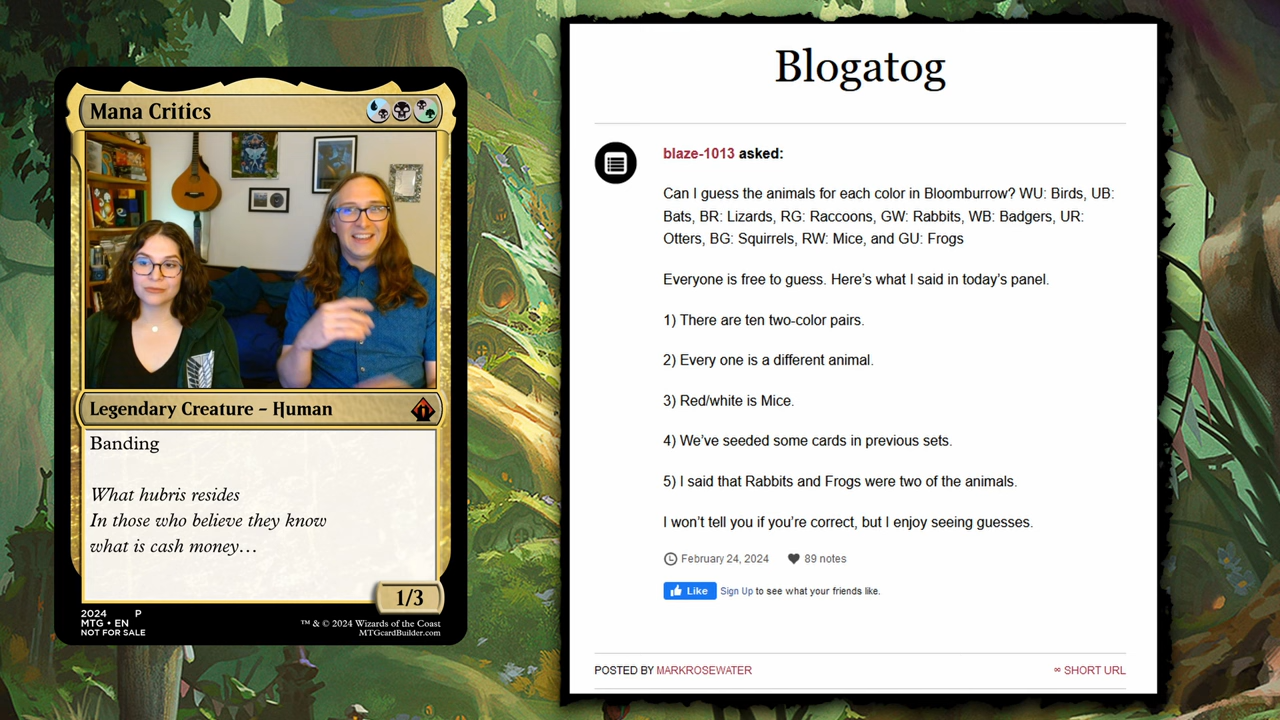 Mana Critics
Legendary Creature – Human
Banding
What hubris resides
In those who believe they know
what is cash money…
1/3
2024 P
MTG • EN
NOT FOR SALE
™ & © 2024 Wizards of the Coast
MTGcardBuilder.com
Blogatog
blaze-1013 asked:
Can I guess the animals for each color in Bloomburrow? WU: Birds, UB:
Bats, BR: Lizards, RG: Raccoons, GW: Rabbits, WB: Badgers, UR:
Otters, BG: Squirrels, RW: Mice, and GU: Frogs
Everyone is free to guess. Here's what I said in today's panel.
1) There are ten two-color pairs.
2) Every one is a different animal.
3) Red/white is Mice.
4) We've seeded some cards in previous sets.
5) I said that Rabbits and Frogs were two of the animals.
I won't tell you if you're correct, but I enjoy seeing guesses.
February 24, 2024 89 notes
Like Sign Up to see what your friends like.
POSTED BY MARKROSEWATER
∞ SHORT URL